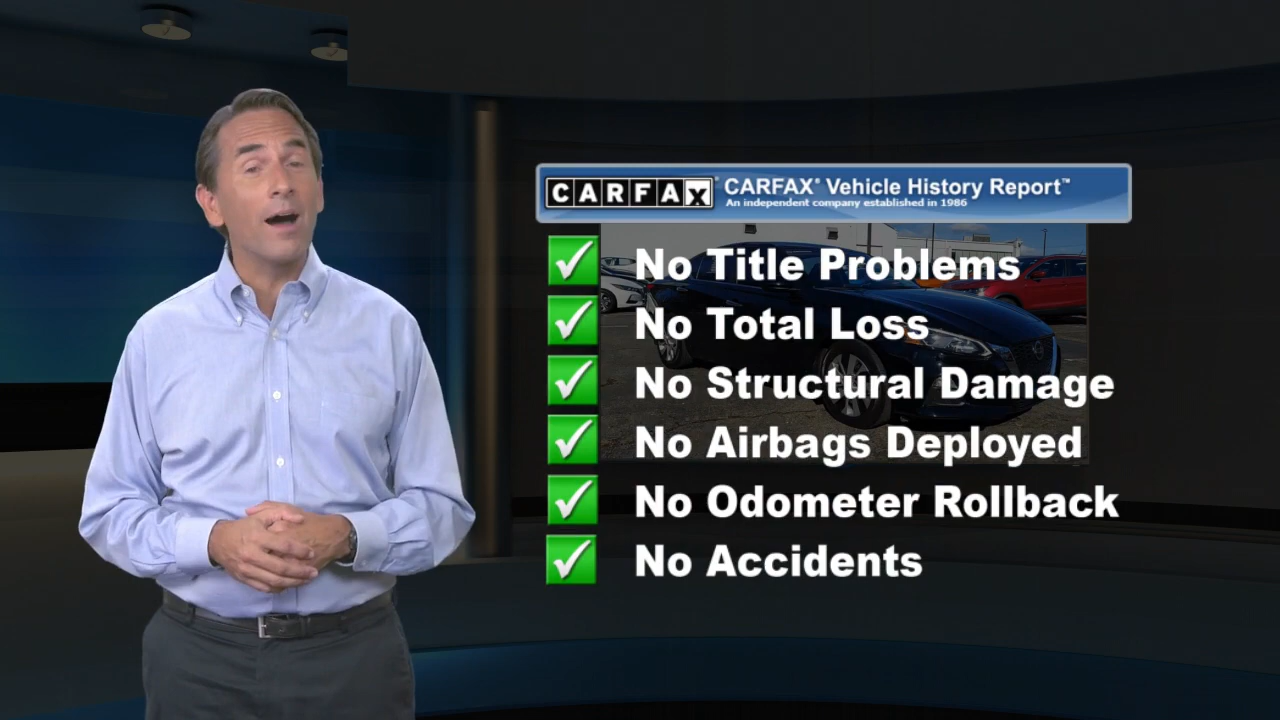 CARFAX
CARFAX® Vehicle History Report™
An independent company established in 1986
No Title Problems
No Total Loss
No Structural Damage
No Airbags Deployed
No Odometer Rollback
No Accidents